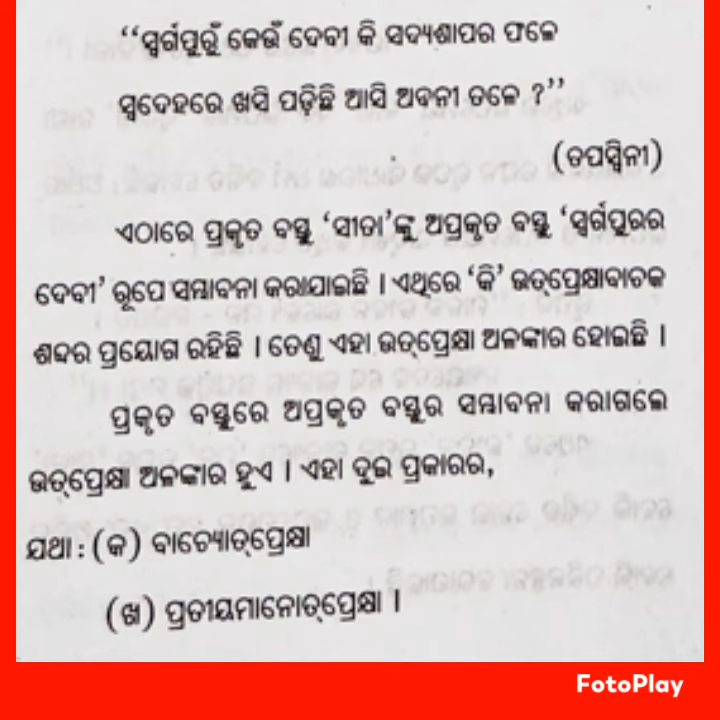 “ସ୍ୱର୍ଗପୁରୁଁ କେଉଁ ଦେବୀ କି ସଦ୍ୟଶାପର ଫଳେ
ସ୍ୱଦେହରେ ଖସି ପଡ଼ିଛି ଆସି ଅବନୀ ତଳେ ?”
(ତପସ୍ୱିନୀ)
ଏଠାରେ ପ୍ରକୃତ ବସ୍ତୁ ‘ସୀତା’ଙ୍କୁ ଅପ୍ରକୃତ ବସ୍ତୁ ‘ସ୍ୱର୍ଗପୁରର
ଦେବୀ’ ରୂପେ ସମ୍ଭାବନା କରାଯାଇଛି । ଏଥିରେ ‘କି’ ଉତ୍‌ପ୍ରେକ୍ଷାବାଚକ
ଶବ୍ଦର ପ୍ରୟୋଗ ରହିଛି । ତେଣୁ ଏହା ଉତ୍‌ପ୍ରେକ୍ଷା ଅଳଙ୍କାର ହୋଇଛି ।
ପ୍ରକୃତ ବସ୍ତୁରେ ଅପ୍ରକୃତ ବସ୍ତୁର ସମ୍ଭାବନା କରାଗଲେ
ଉତ୍‌ପ୍ରେକ୍ଷା ଅଳଙ୍କାର ହୁଏ । ଏହା ଦୁଇ ପ୍ରକାରର,
ଯଥା : (କ) ବାଚ୍ୟୋତ୍‌ପ୍ରେକ୍ଷା
(ଖ) ପ୍ରତୀୟମାନୋତ୍‌ପ୍ରେକ୍ଷା ।
FotoPlay